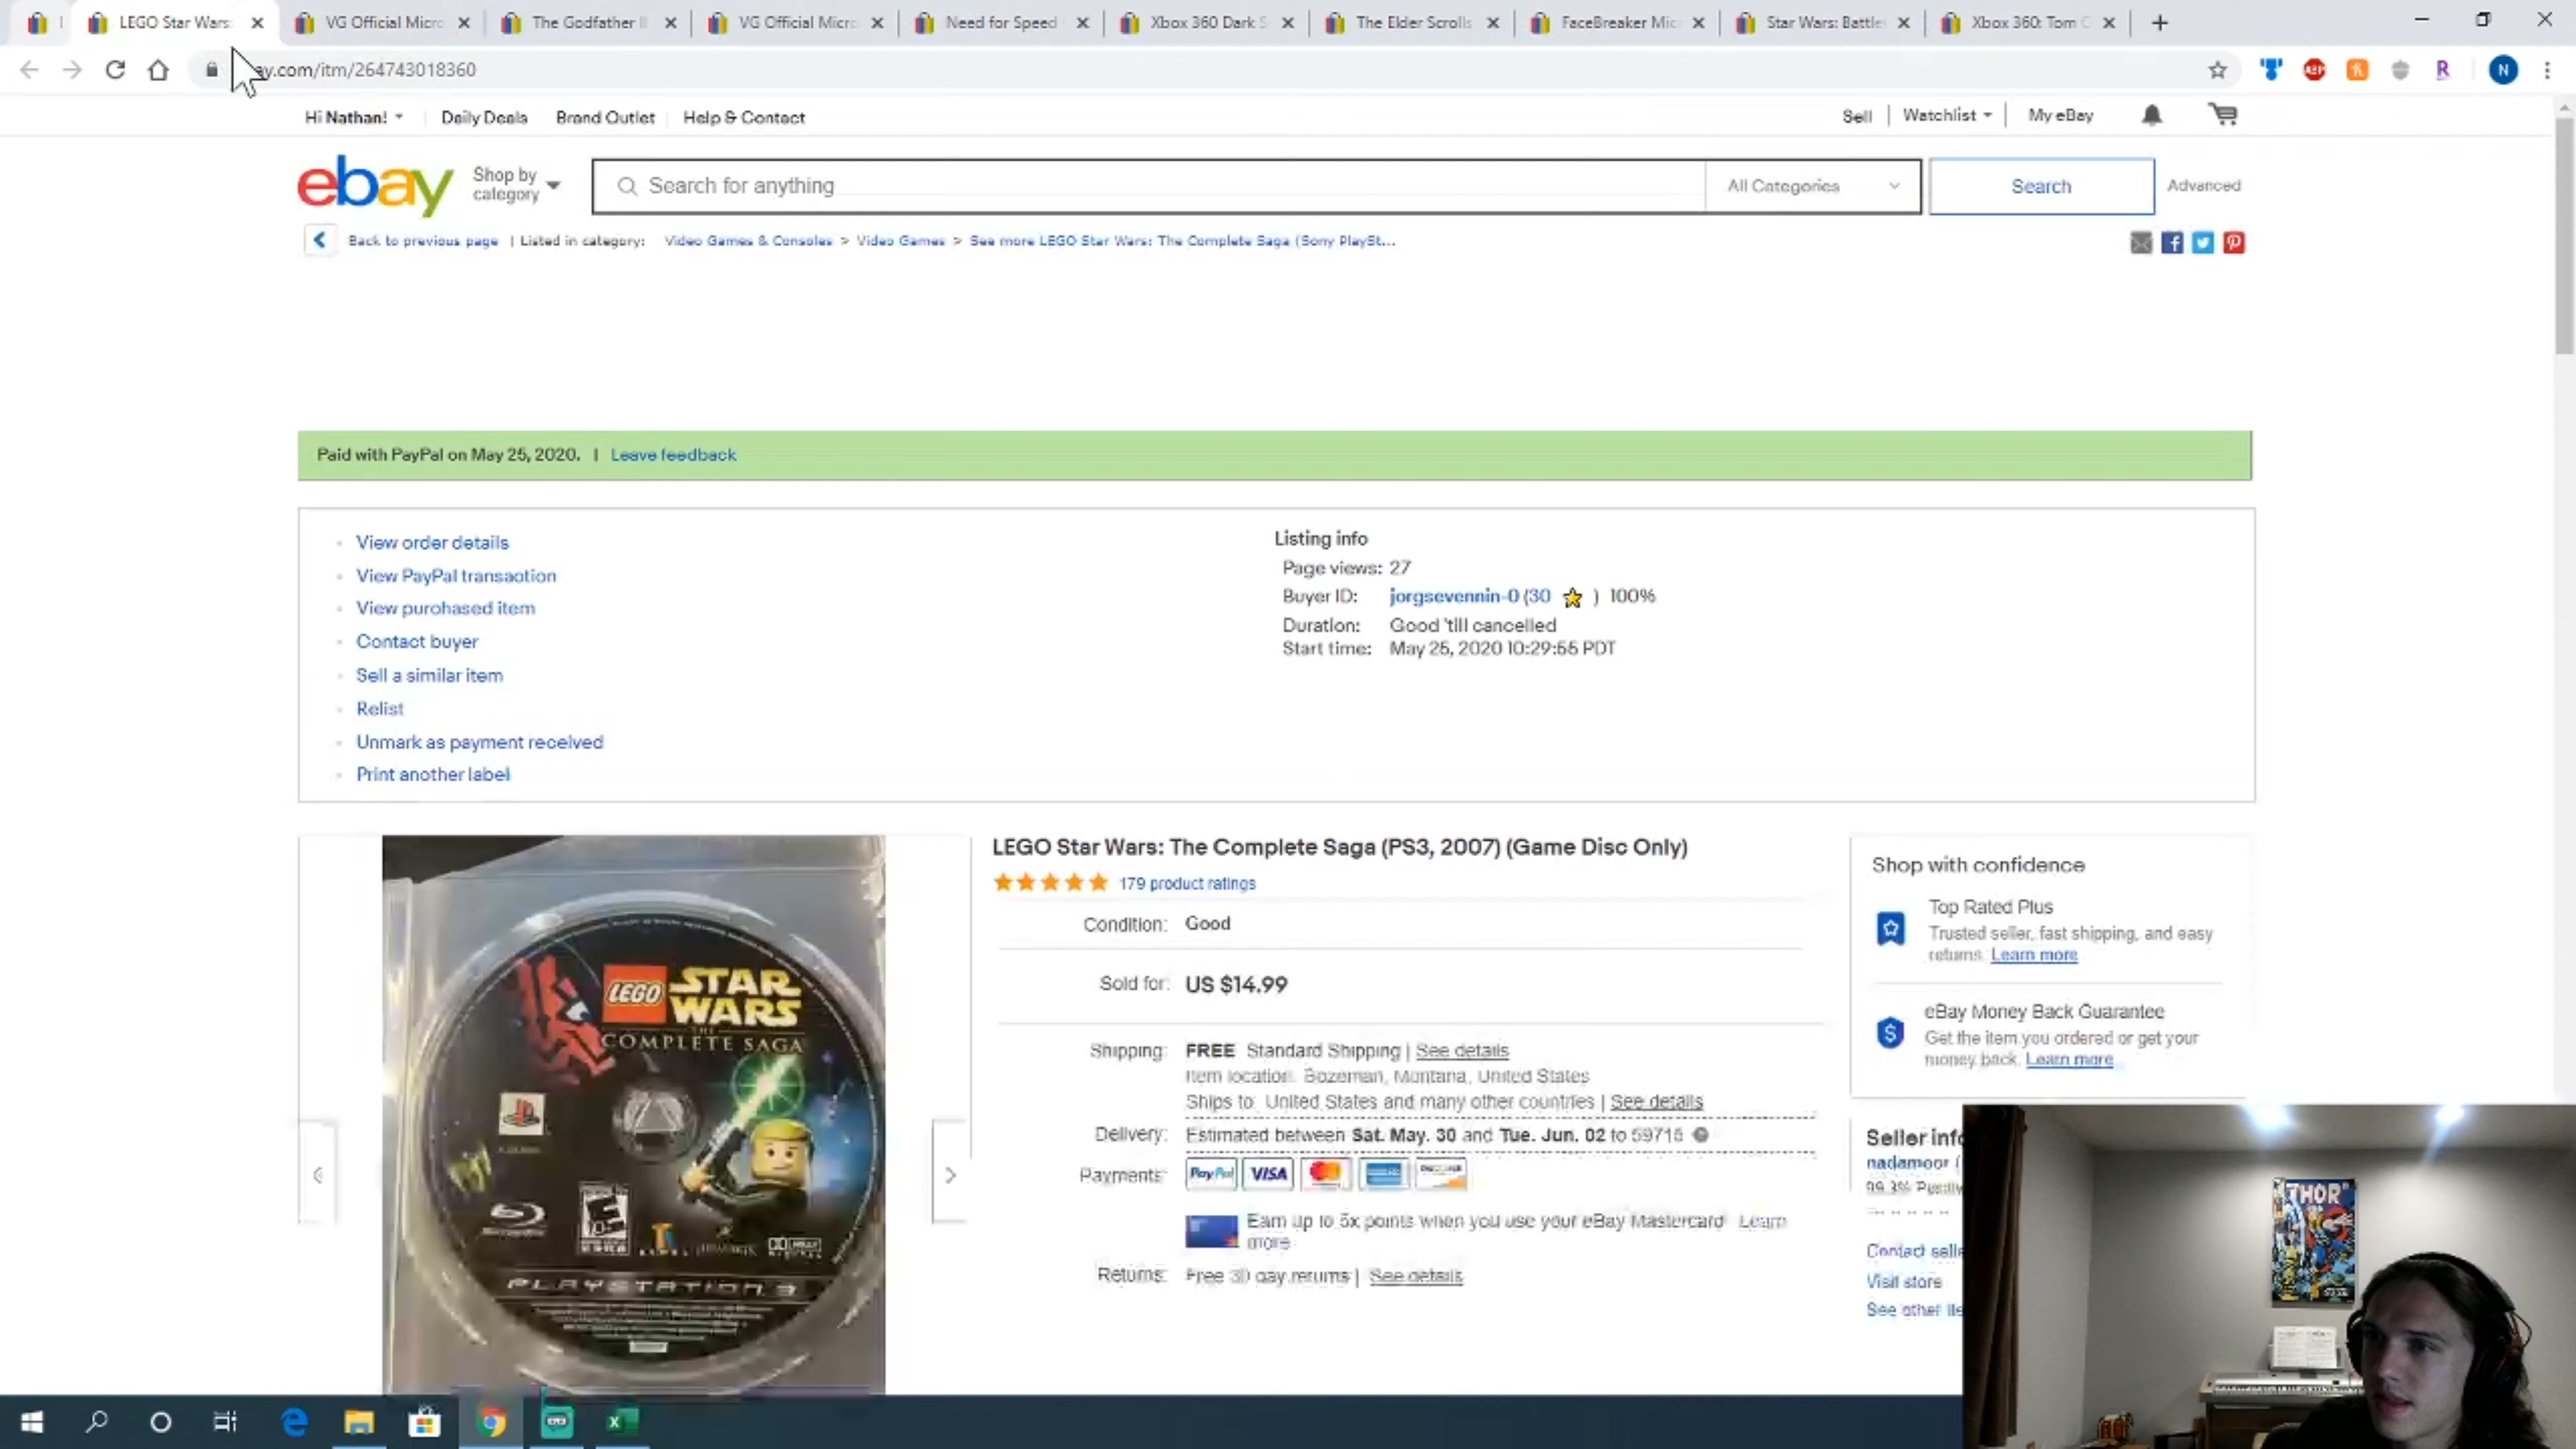 LEGO Star Wars:
VG Official Micro
The Godfather II
VG Official Micro
Need for Speed
Xbox 360 Dark S
The Elder Scrolls
FaceBreaker Mic
Star Wars: Battle
Xbox 360: Tom C
ay.com/itm/264743018360
ABP
R
N
Hi Nathan!
Daily Deals
Brand Outlet
Help & Contact
Sell
Watchlist
My eBay
ebay
Shop by
category
Search for anything
All Categories
Search
Advanced
Back to previous page | Listed in category: Video Games & Consoles > Video Games > See more LEGO Star Wars: The Complete Saga (Sony PlaySt...
Paid with PayPal on May 25, 2020. | Leave feedback
View order details
View PayPal transaction
View purchased item
Contact buyer
Sell a similar item
Relist
Unmark as payment received
Print another label
Listing info
Page views: 27
Buyer ID: jorgsevennin-0 (30 ) 100%
Duration: Good 'till cancelled
Start time: May 25, 2020 10:29:55 PDT
LEGO
STAR
WARS
THE
COMPLETE SAGA
PLAYSTATION 3
LEGO Star Wars: The Complete Saga (PS3, 2007) (Game Disc Only)
179 product ratings
Condition: Good
Sold for: US $14.99
Shipping: FREE Standard Shipping | See details
Item location: Bozeman, Montana, United States
Ships to: United States and many other countries | See details
Delivery: Estimated between Sat. May. 30 and Tue. Jun. 02 to 59715
Payments: PayPal VISA
Earn up to 5x points when you use your eBay Mastercard Learn
more
Returns: Free 30 day returns | See details
Shop with confidence
Top Rated Plus
Trusted seller, fast shipping, and easy
returns. Learn more
eBay Money Back Guarantee
Get the item you ordered or get your
money back. Learn more
Seller info
nadamoor (
99.3%
Contact selle
Visit store
See other ite
THOR